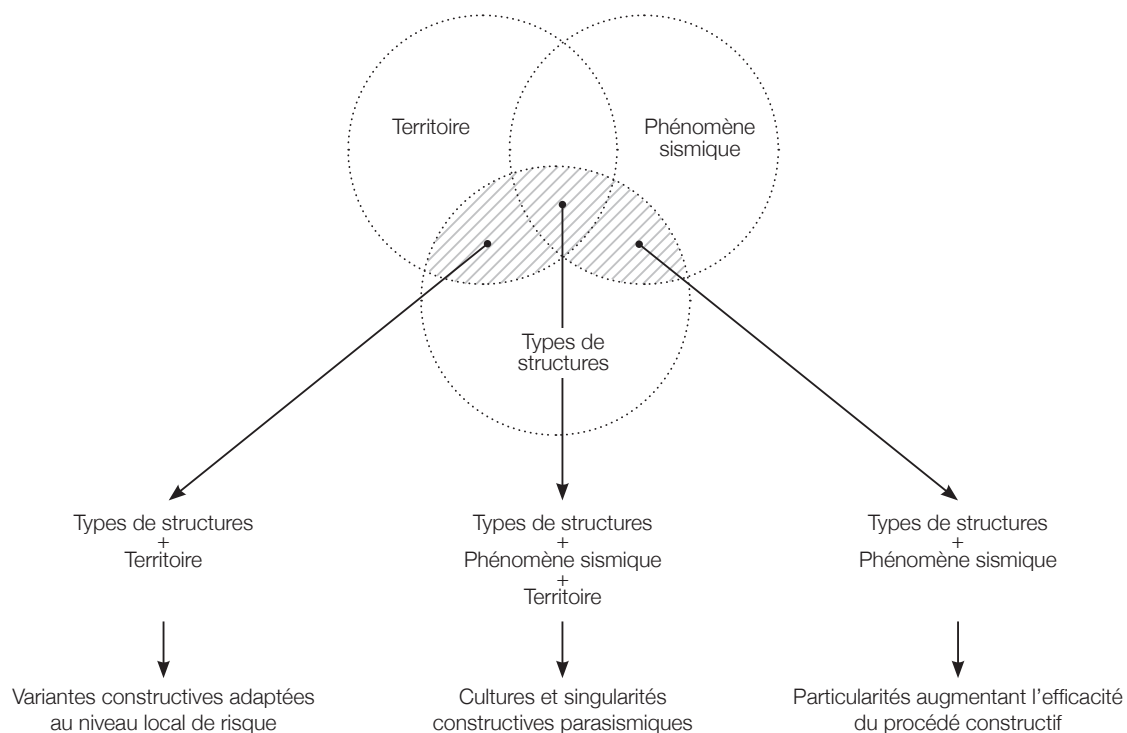 Territoire
Phénomène
sismique
Types de
structures
Types de structures
+
Territoire
Types de structures
+
Phénomène sismique
+
Territoire
Types de structures
+
Phénomène sismique
Variantes constructives adaptées
au niveau local de risque
Cultures et singularités
constructives parasismiques
Particularités augmentant l'efficacité
du procédé constructif